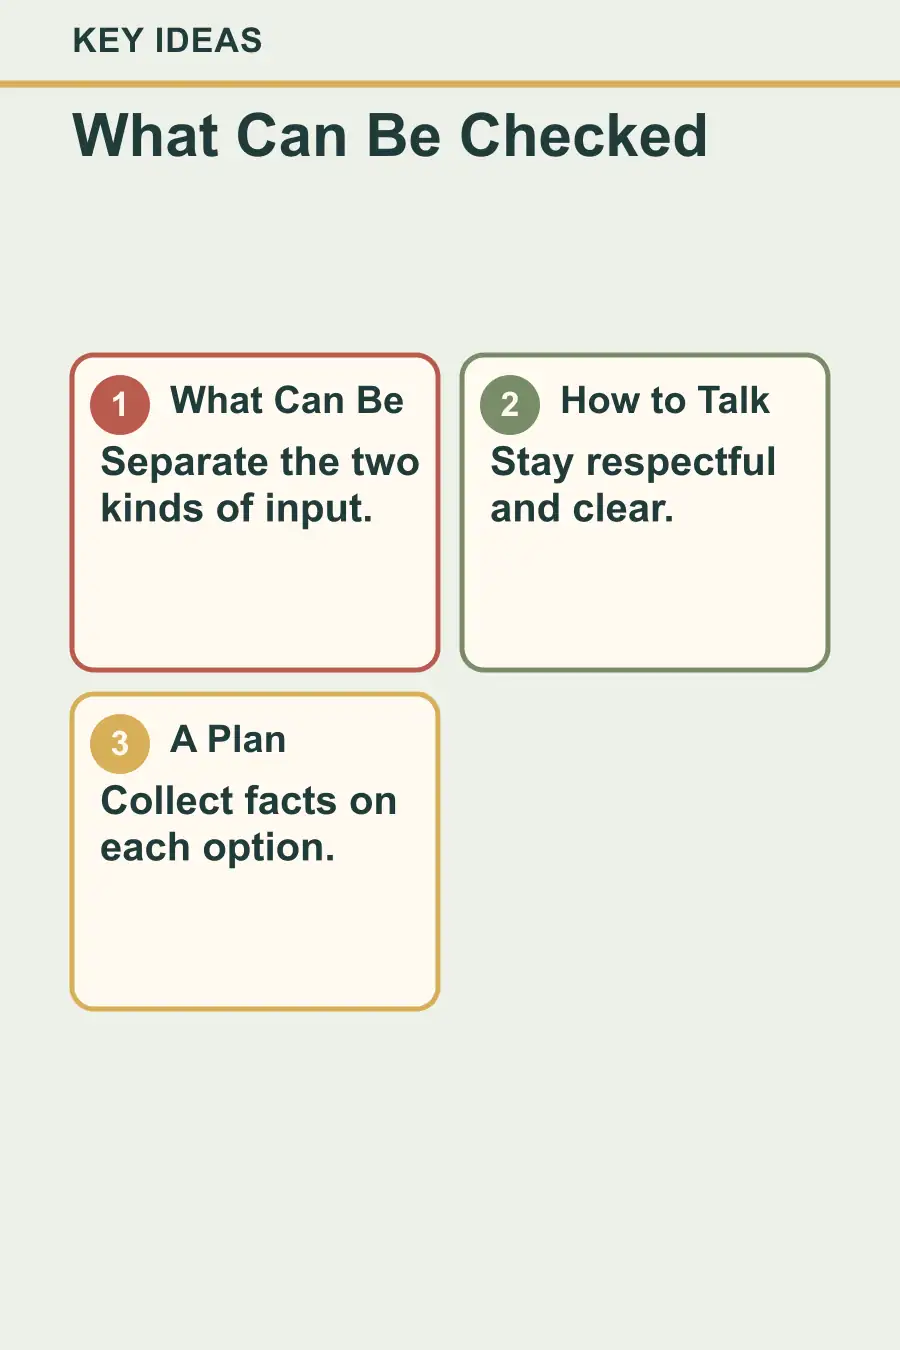 KEY IDEAS
What Can Be Checked
1
What Can Be
Separate the two
kinds of input.
2
How to Talk
Stay respectful
and clear.
3
A Plan
Collect facts on
each option.